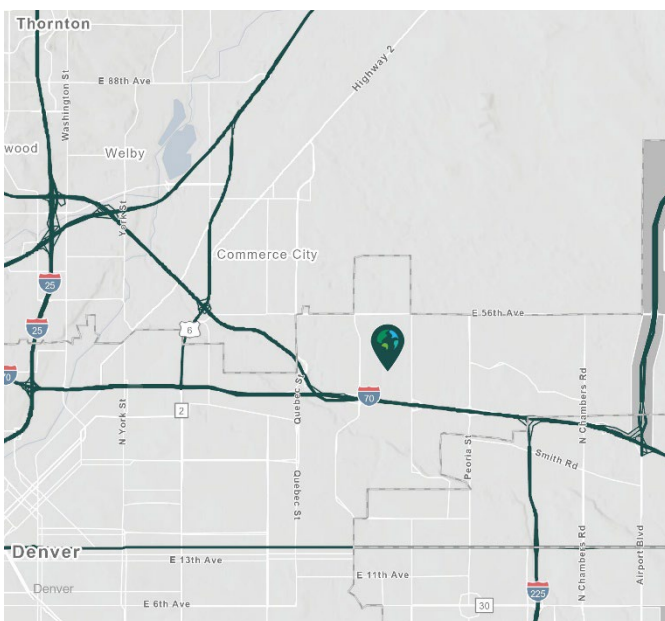 Thornton
Washington St
E 88th Ave
Highway 2
wood
Welby
York St
Commerce City
25
25
6
E 56th Ave
0
70
N York St
2
Quebec St
Peoria St
N Chambers Rd
Smith Rd
Quebec St
N Chambers Rd
Airport Blvd
Denver
E 13th Ave
E 11th Ave
Denver
E 6th Ave
30
225